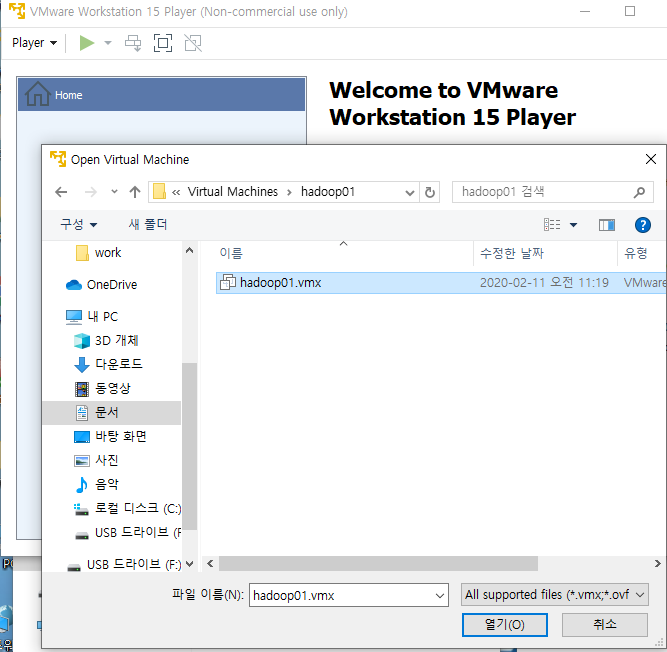 VMware Workstation 15 Player (Non-commercial use only)
Player
Home
Welcome to VMware
Workstation 15 Player
Open Virtual Machine
« Virtual Machines > hadoop01
hadoop01 검색
구성
새 폴더
work
OneDrive
내 PC
3D 개체
다운로드
동영상
문서
바탕 화면
사진
음악
로컬 디스크 (C:)
USB 드라이브 (F
USB 드라이브 (F:)
이름
수정한 날짜
유형
hadoop01.vmx
2020-02-11 오전 11:19
VMware
파일 이름(N):
hadoop01.vmx
All supported files (*.vmx;*.ovf
열기(O)
취소